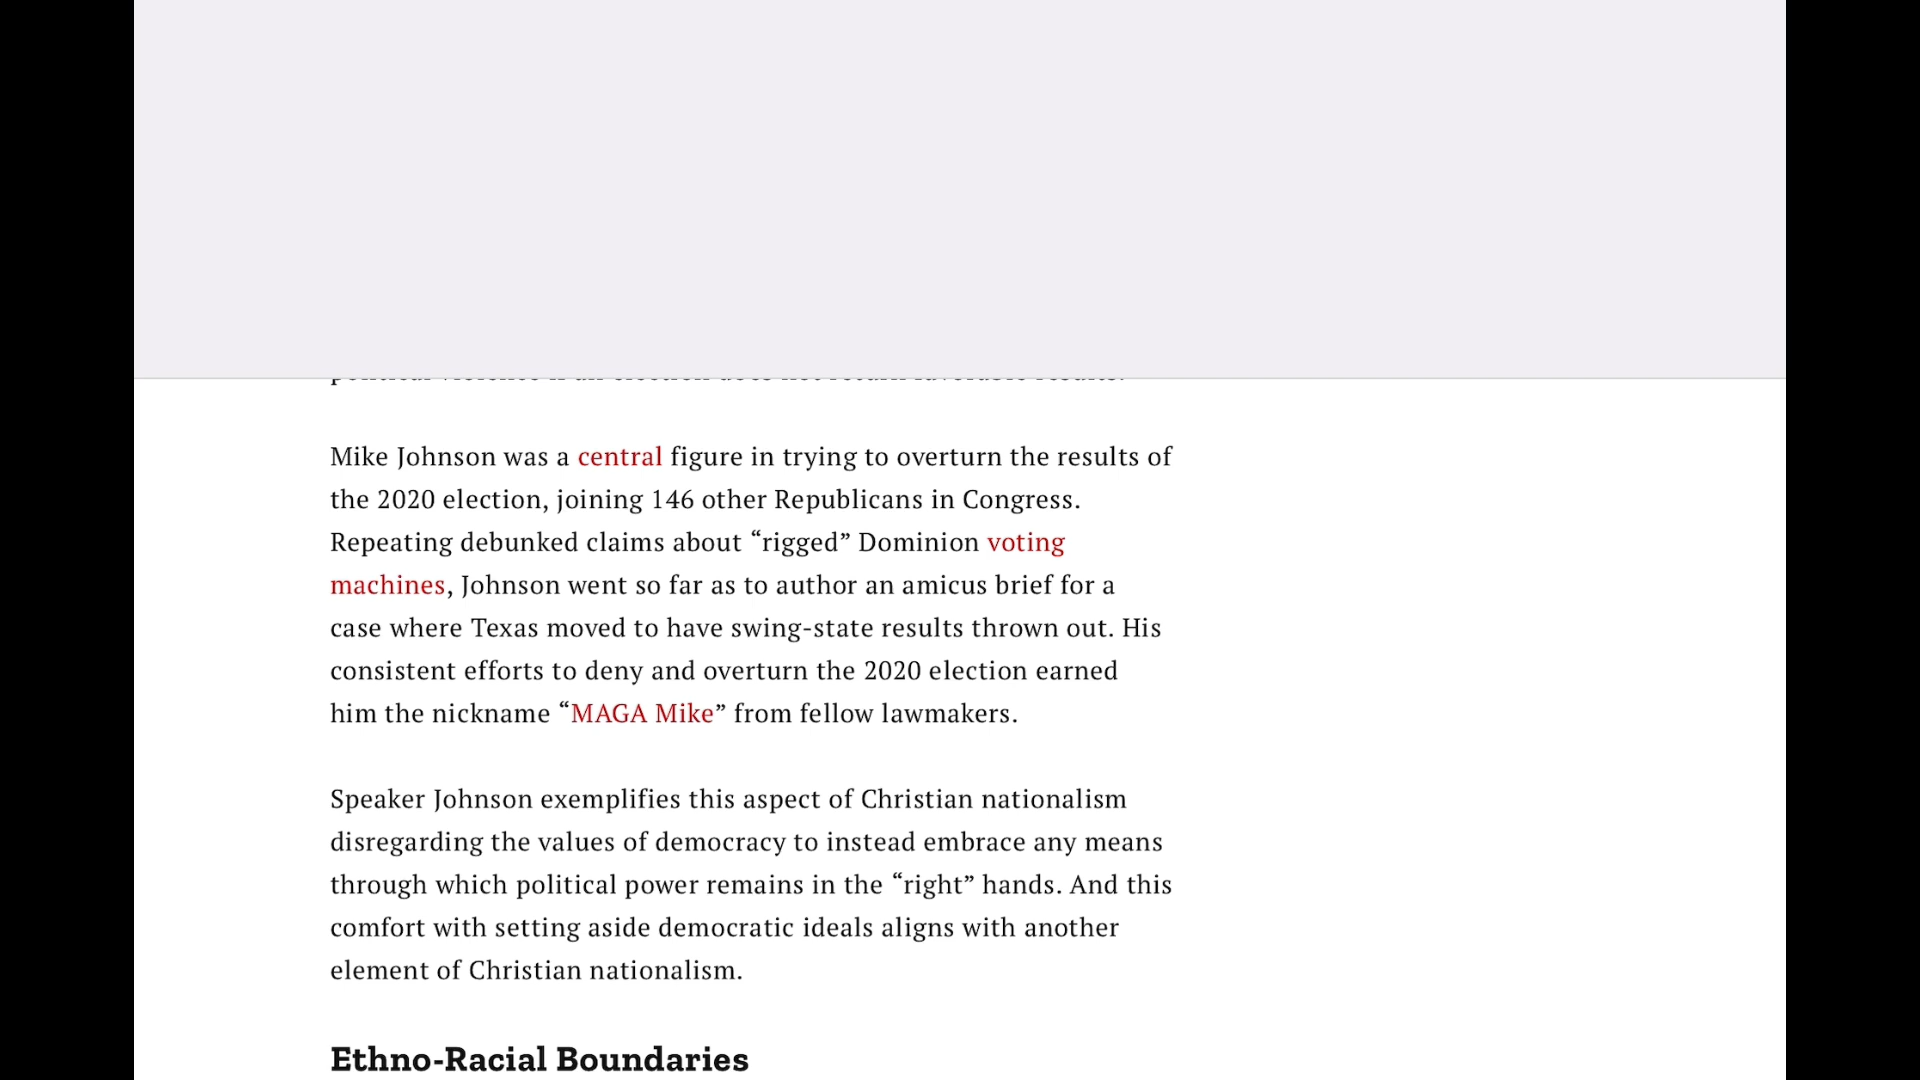 Mike Johnson was a central figure in trying to overturn the results of
the 2020 election, joining 146 other Republicans in Congress.
Repeating debunked claims about “rigged” Dominion voting
machines, Johnson went so far as to author an amicus brief for a
case where Texas moved to have swing-state results thrown out. His
consistent efforts to deny and overturn the 2020 election earned
him the nickname “MAGA Mike” from fellow lawmakers.
Speaker Johnson exemplifies this aspect of Christian nationalism
disregarding the values of democracy to instead embrace any means
through which political power remains in the “right” hands. And this
comfort with setting aside democratic ideals aligns with another
element of Christian nationalism.
Ethno-Racial Boundaries